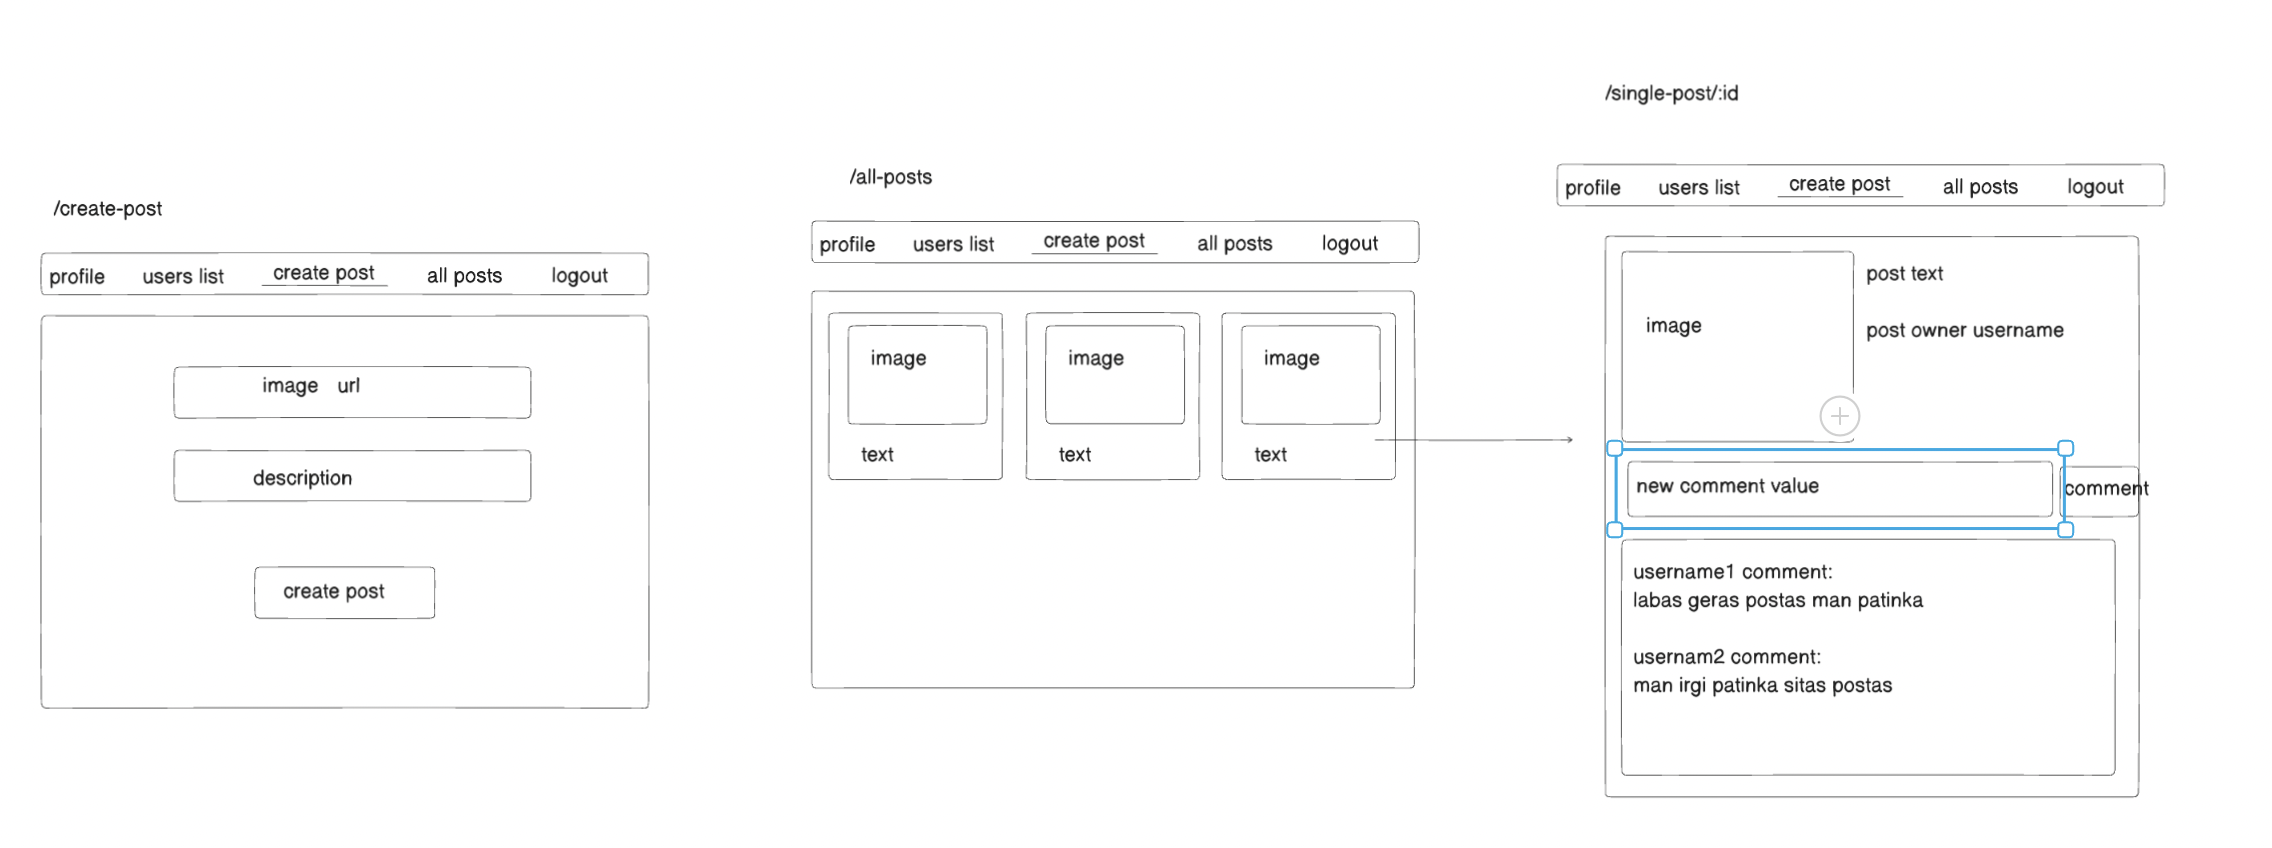 /create-post
profile users list create post all posts logout
image url
description
create post
/all-posts
profile users list create post all posts logout
image image image
text text text
/single-post/:id
profile users list create post all posts logout
image
post text
post owner username
new comment value comment
username1 comment:
labas geras postas man patinka
usernam2 comment:
man irgi patinka sitas postas